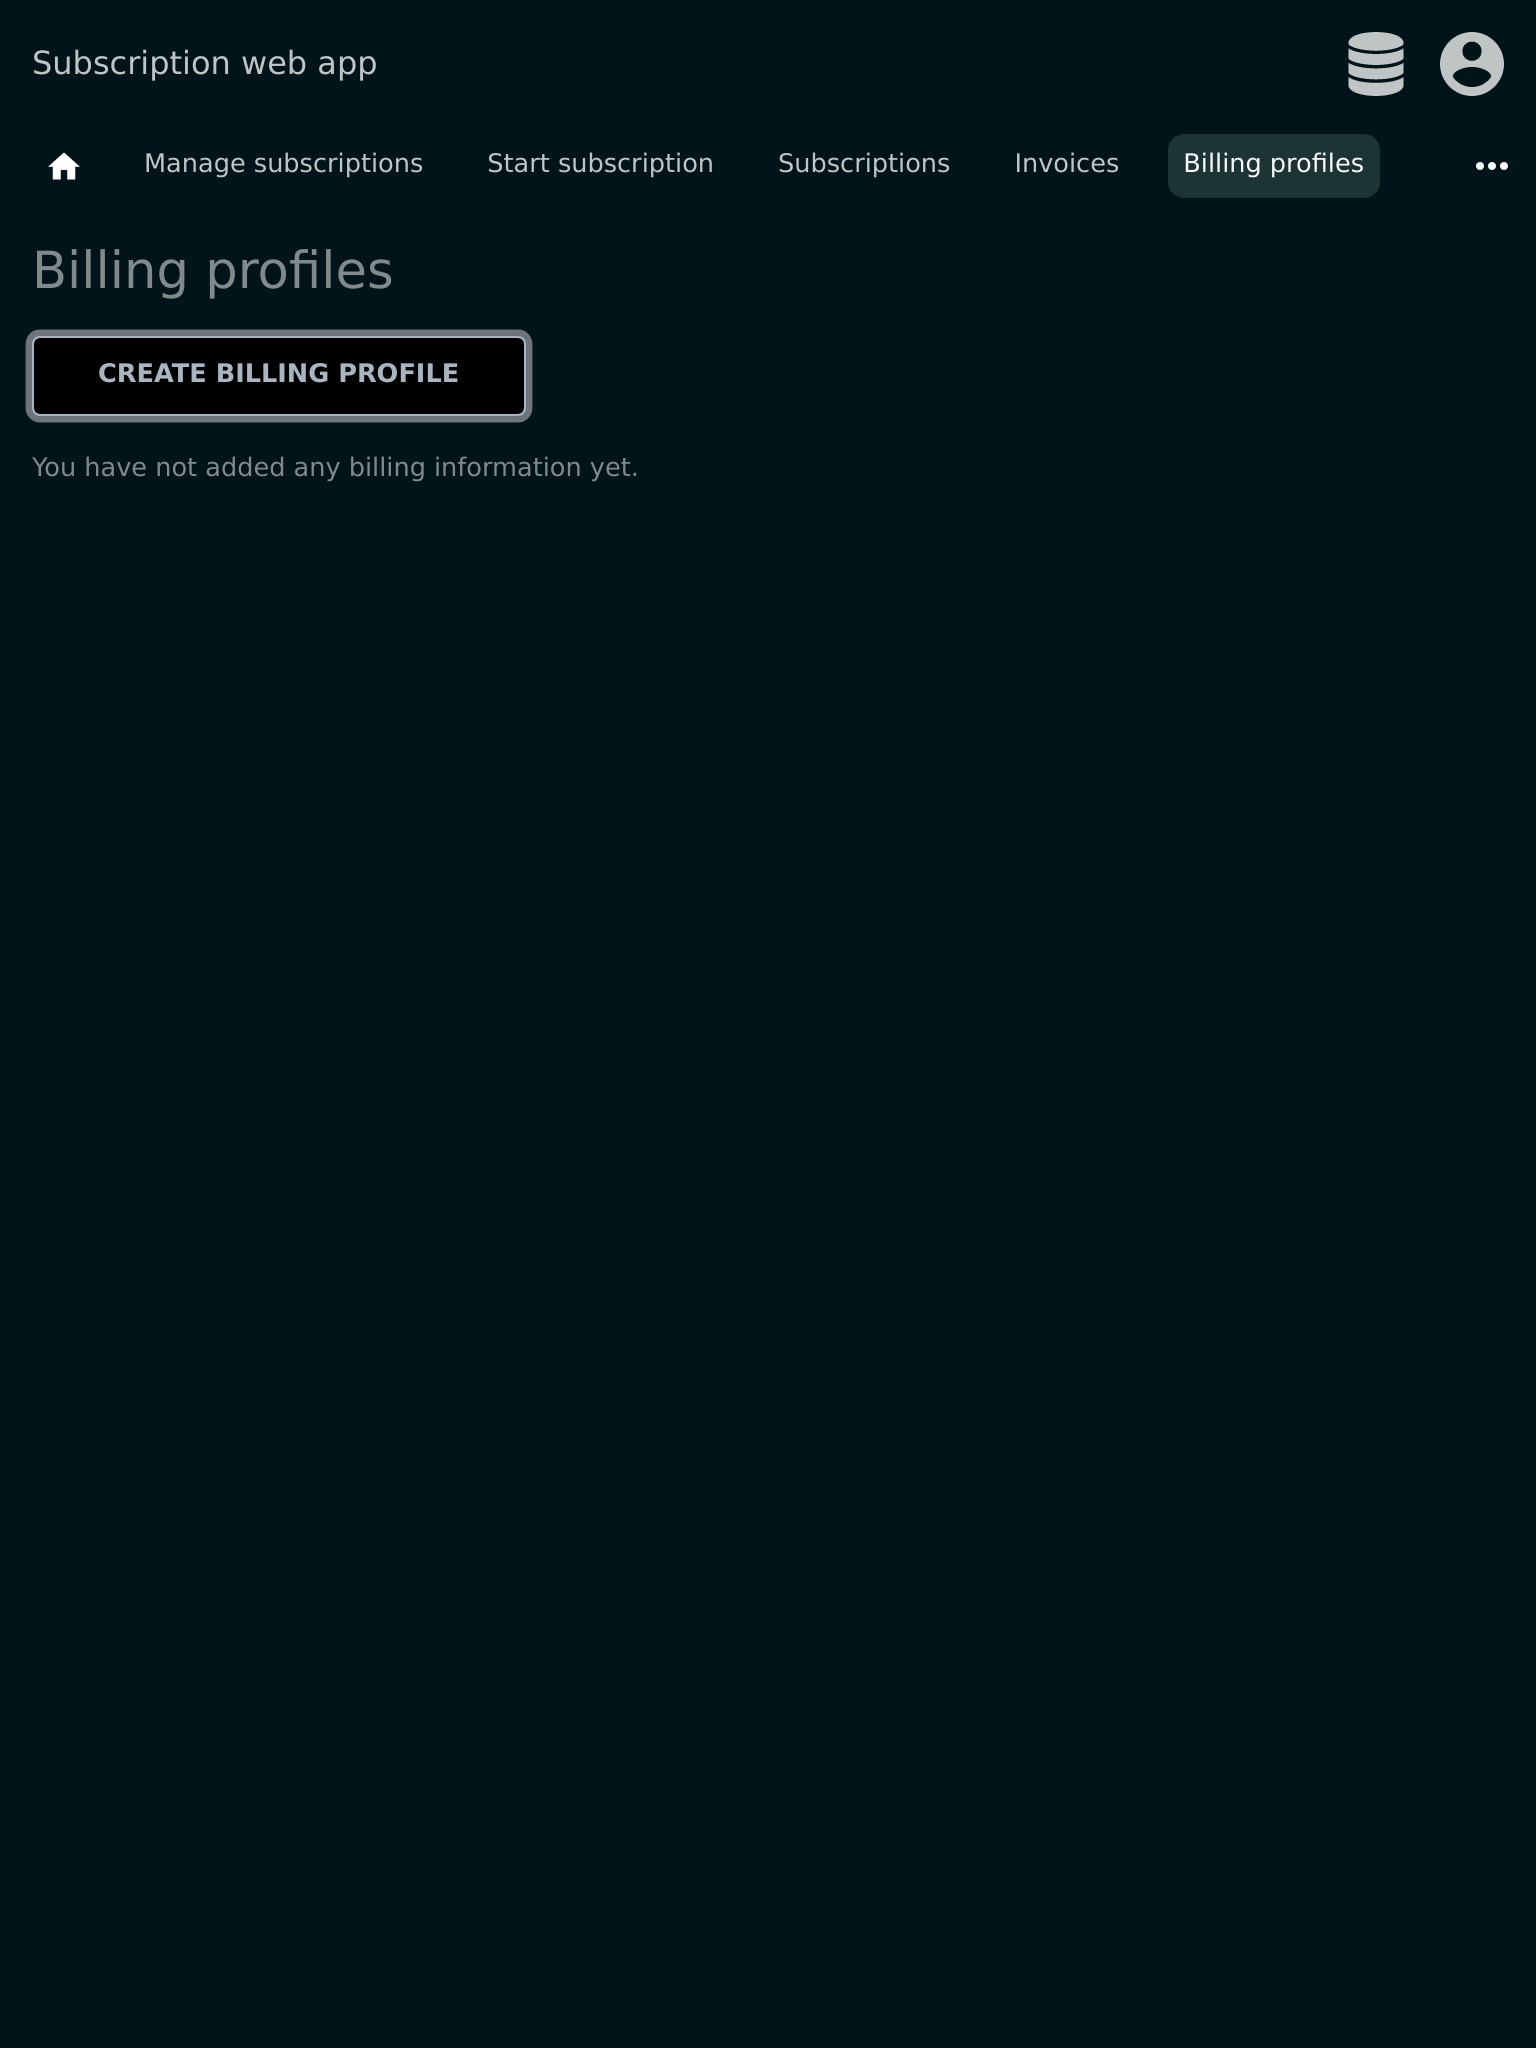 Subscription web app
Manage subscriptions
Start subscription
Subscriptions
Invoices
Billing profiles
Billing profiles
CREATE BILLING PROFILE
You have not added any billing information yet.